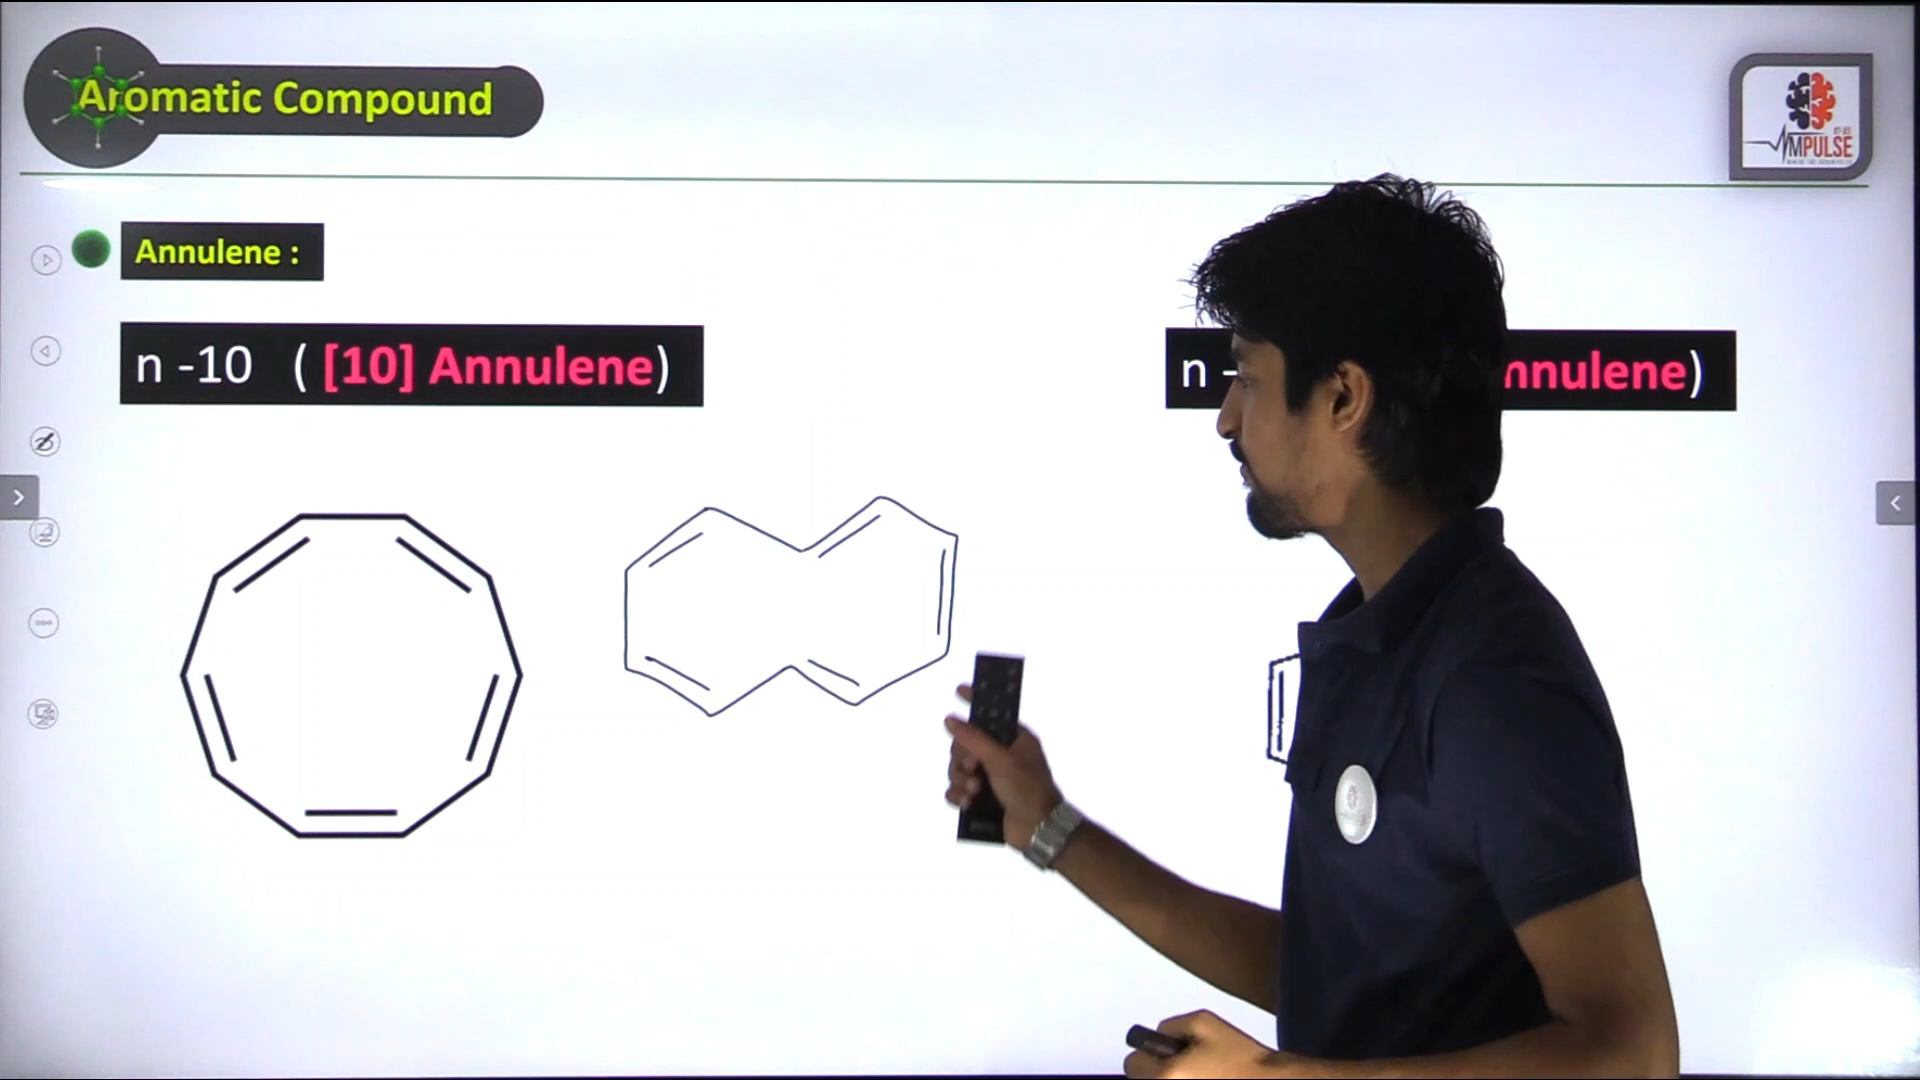 Aromatic Compound
MPULSE
Annulene :
n -10 ( [10] Annulene)
n - nnulene)